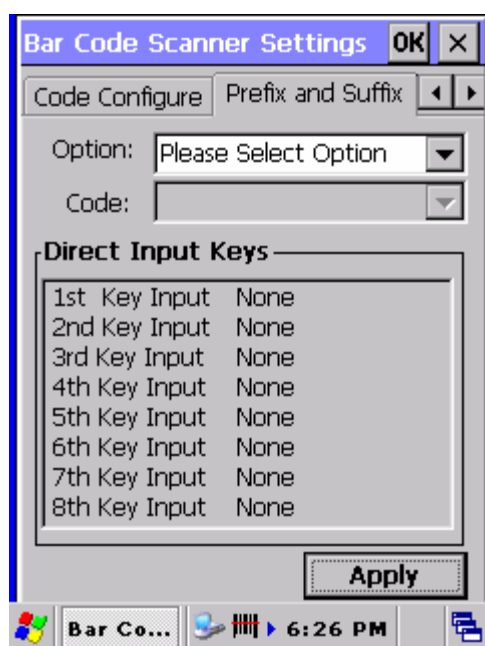 Bar Code Scanner Settings OK
Code Configure Prefix and Suffix
Option: Please Select Option
Code:
Direct Input Keys
1st Key Input None
2nd Key Input None
3rd Key Input None
4th Key Input None
5th Key Input None
6th Key Input None
7th Key Input None
8th Key Input None
Apply
Bar Co... 6:26 PM